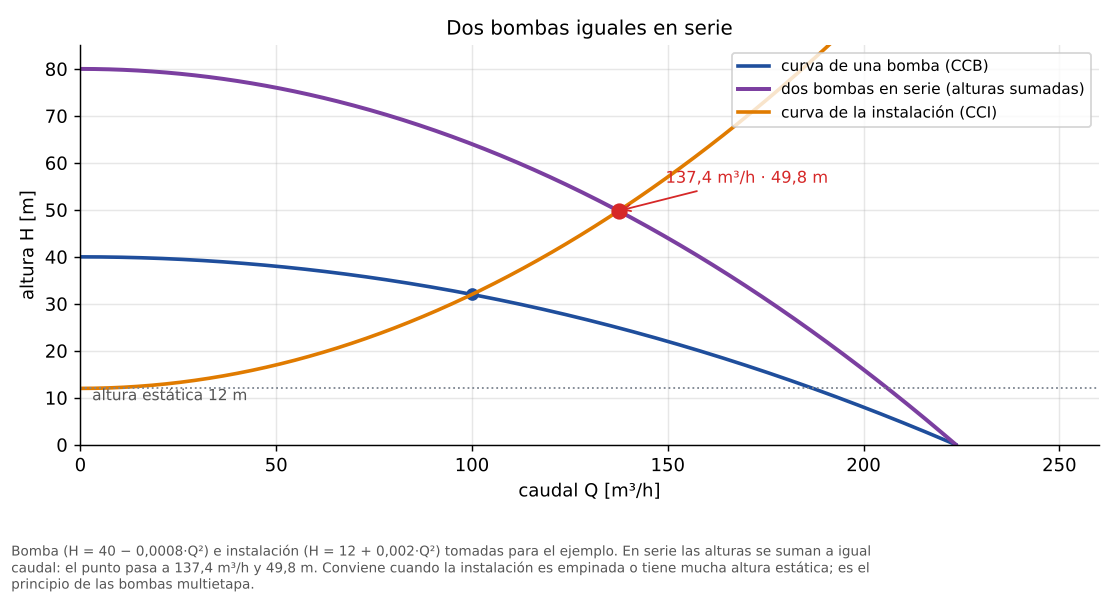 Dos bombas iguales en serie
altura H [m]
80
70
60
50
40
30
20
10
0
curva de una bomba (CCB)
dos bombas en serie (alturas sumadas)
curva de la instalación (CCI)
137,4 m³/h · 49,8 m
altura estática 12 m
0
50
100
150
200
250
caudal Q [m³/h]
Bomba (H = 40 − 0,0008·Q²) e instalación (H = 12 + 0,002·Q²) tomadas para el ejemplo. En serie las alturas se suman a igual
caudal: el punto pasa a 137,4 m³/h y 49,8 m. Conviene cuando la instalación es empinada o tiene mucha altura estática; es el
principio de las bombas multietapa.